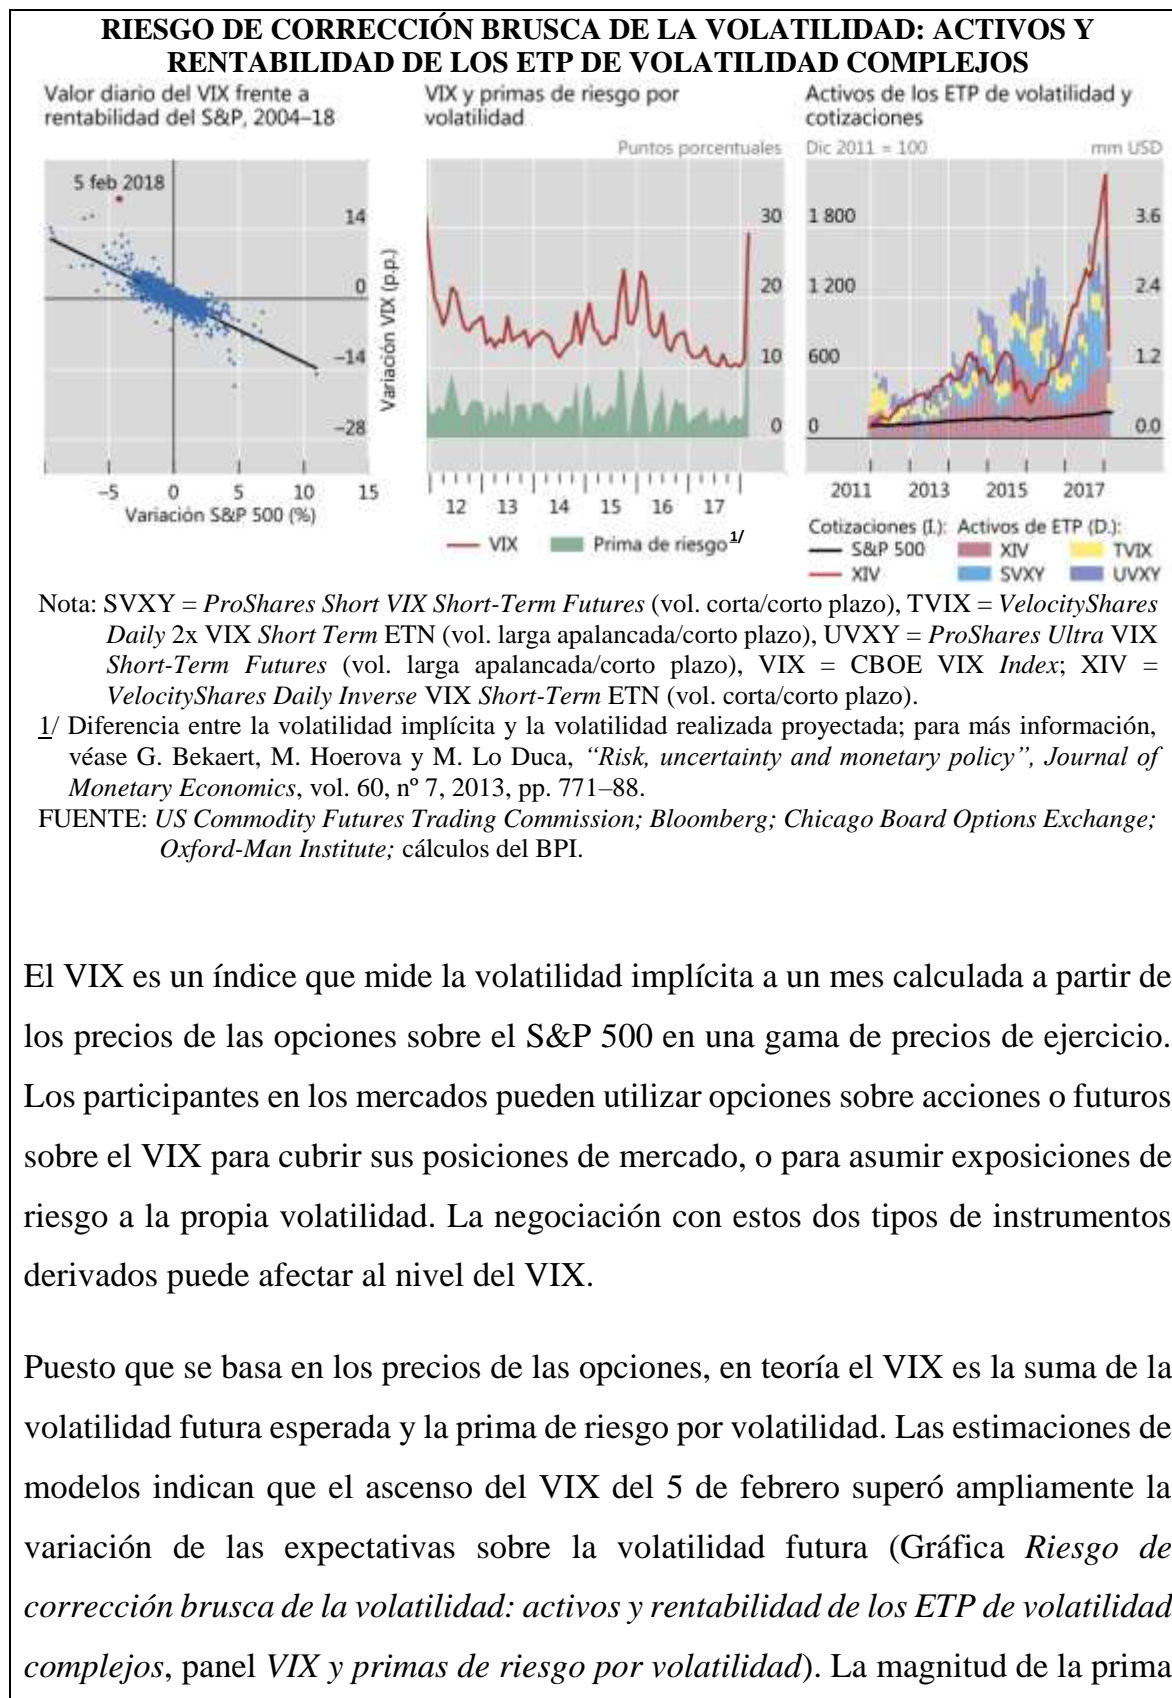 RIESGO DE CORRECCIÓN BRUSCA DE LA VOLATILIDAD: ACTIVOS Y
RENTABILIDAD DE LOS ETP DE VOLATILIDAD COMPLEJOS
Valor diario del VIX frente a
rentabilidad del S&P, 2004–18
5 feb 2018
14
0
−14
−28
Variación VIX (p.p.)
−5 0 5 10 15
Variación S&P 500 (%)
VIX y primas de riesgo por
volatilidad
Puntos porcentuales
30
20
10
0
12 13 14 15 16 17
VIX Prima de riesgo 1/
Activos de los ETP de volatilidad y
cotizaciones
Dic 2011 = 100 mm USD
1 800 3.6
1 200 2.4
600 1.2
0 0.0
2011 2013 2015 2017
Cotizaciones (I.): Activos de ETP (D.):
S&P 500 XIV TVIX
XIV SVXY UVXY
Nota: SVXY = ProShares Short VIX Short-Term Futures (vol. corta/corto plazo), TVIX = VelocityShares
Daily 2x VIX Short Term ETN (vol. larga apalancada/corto plazo), UVXY = ProShares Ultra VIX
Short-Term Futures (vol. larga apalancada/corto plazo), VIX = CBOE VIX Index; XIV =
VelocityShares Daily Inverse VIX Short-Term ETN (vol. corta/corto plazo).
1/ Diferencia entre la volatilidad implícita y la volatilidad realizada proyectada; para más información,
véase G. Bekaert, M. Hoerova y M. Lo Duca, “Risk, uncertainty and monetary policy”, Journal of
Monetary Economics, vol. 60, nº 7, 2013, pp. 771–88.
FUENTE: US Commodity Futures Trading Commission; Bloomberg; Chicago Board Options Exchange;
Oxford-Man Institute; cálculos del BPI.
El VIX es un índice que mide la volatilidad implícita a un mes calculada a partir de
los precios de las opciones sobre el S&P 500 en una gama de precios de ejercicio.
Los participantes en los mercados pueden utilizar opciones sobre acciones o futuros
sobre el VIX para cubrir sus posiciones de mercado, o para asumir exposiciones de
riesgo a la propia volatilidad. La negociación con estos dos tipos de instrumentos
derivados puede afectar al nivel del VIX.
Puesto que se basa en los precios de las opciones, en teoría el VIX es la suma de la
volatilidad futura esperada y la prima de riesgo por volatilidad. Las estimaciones de
modelos indican que el ascenso del VIX del 5 de febrero superó ampliamente la
variación de las expectativas sobre la volatilidad futura (Gráfica Riesgo de
corrección brusca de la volatilidad: activos y rentabilidad de los ETP de volatilidad
complejos, panel VIX y primas de riesgo por volatilidad). La magnitud de la prima